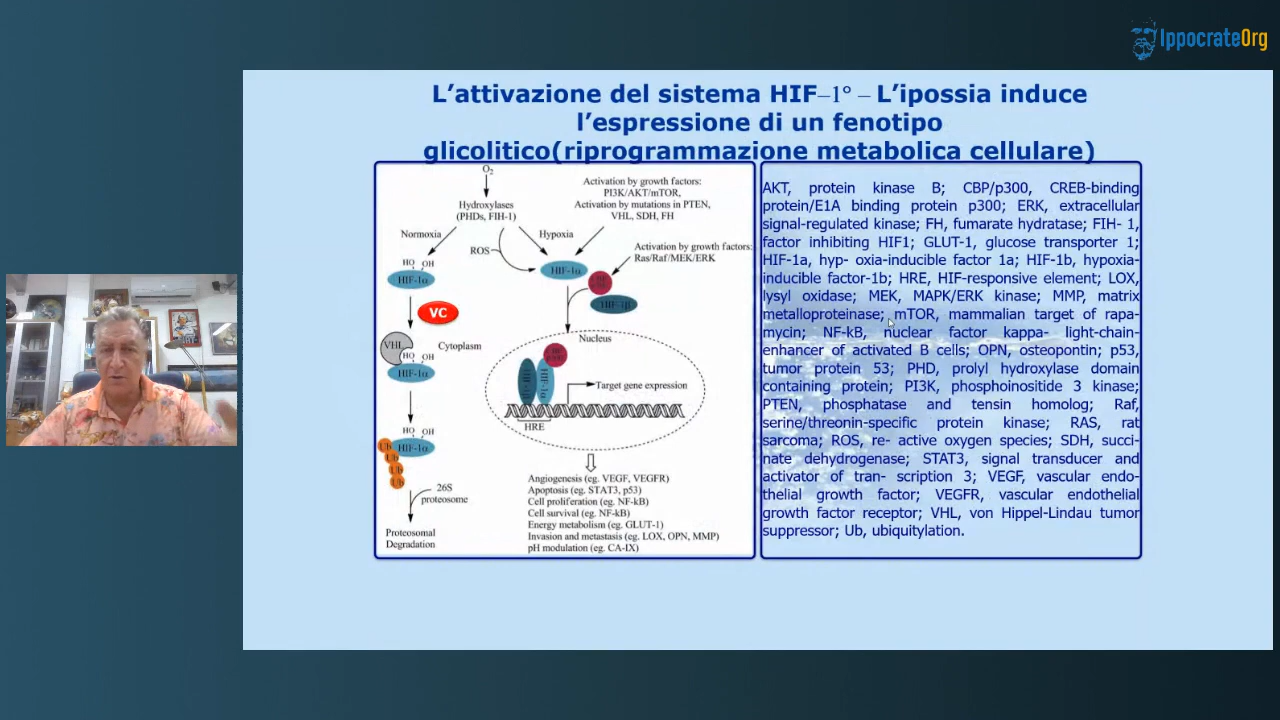 IppocrateOrg
L’attivazione del sistema HIF–1° – L’ipossia induce
l’espressione di un fenotipo
glicolitico(riprogrammazione metabolica cellulare)
O2
Hydroxylases
(PHDs, FIH-1)
Activation by growth factors:
PI3K/AKT/mTOR,
Activation by mutations in PTEN,
VHL, SDH, FH
Normoxia
ROS
Hypoxia
Activation by growth factors:
Ras/Raf/MEK/ERK
HO OH
HIF-1α
HIF-1α
HIF-1β
VC
VHL
HO OH
HIF-1α
Cytoplasm
Nucleus
HIF-1β
HIF-1α
Target gene expression
HRE
HO OH
Ub
HIF-1α
Ub
Ub
Ub
26S
proteosome
Proteosomal
Degradation
Angiogenesis (eg. VEGF, VEGFR)
Apoptosis (eg. STAT3, p53)
Cell proliferation (eg. NF-kB)
Cell survival (eg. NF-kB)
Energy metabolism (eg. GLUT-1)
Invasion and metastasis (eg. LOX, OPN, MMP)
pH modulation (eg. CA-IX)
AKT, protein kinase B; CBP/p300, CREB-binding
protein/E1A binding protein p300; ERK, extracellular
signal-regulated kinase; FH, fumarate hydratase; FIH- 1,
factor inhibiting HIF1; GLUT-1, glucose transporter 1;
HIF-1a, hyp- oxia-inducible factor 1a; HIF-1b, hypoxia-
inducible factor-1b; HRE, HIF-responsive element; LOX,
lysyl oxidase; MEK, MAPK/ERK kinase; MMP, matrix
metalloproteinase; mTOR, mammalian target of rapa-
mycin; NF-kB, nuclear factor kappa- light-chain-
enhancer of activated B cells; OPN, osteopontin; p53,
tumor protein 53; PHD, prolyl hydroxylase domain
containing protein; PI3K, phosphoinositide 3 kinase;
PTEN, phosphatase and tensin homolog; Raf,
serine/threonin-specific protein kinase; RAS, rat
sarcoma; ROS, re- active oxygen species; SDH, succi-
nate dehydrogenase; STAT3, signal transducer and
activator of tran- scription 3; VEGF, vascular endo-
thelial growth factor; VEGFR, vascular endothelial
growth factor receptor; VHL, von Hippel-Lindau tumor
suppressor; Ub, ubiquitylation.